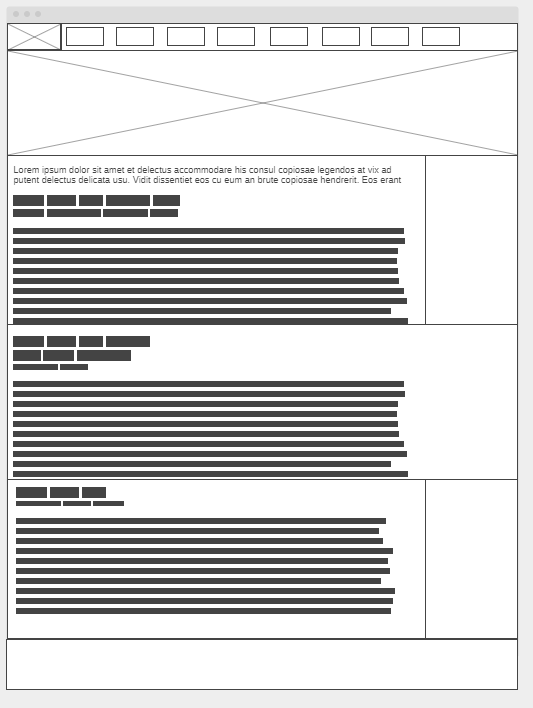 Lorem ipsum dolor sit amet et delectus accommodare his consul copiosae legendos at vix ad
putent delectus delicata usu. Vidit dissentiet eos cu eum an brute copiosae hendrerit. Eos erant